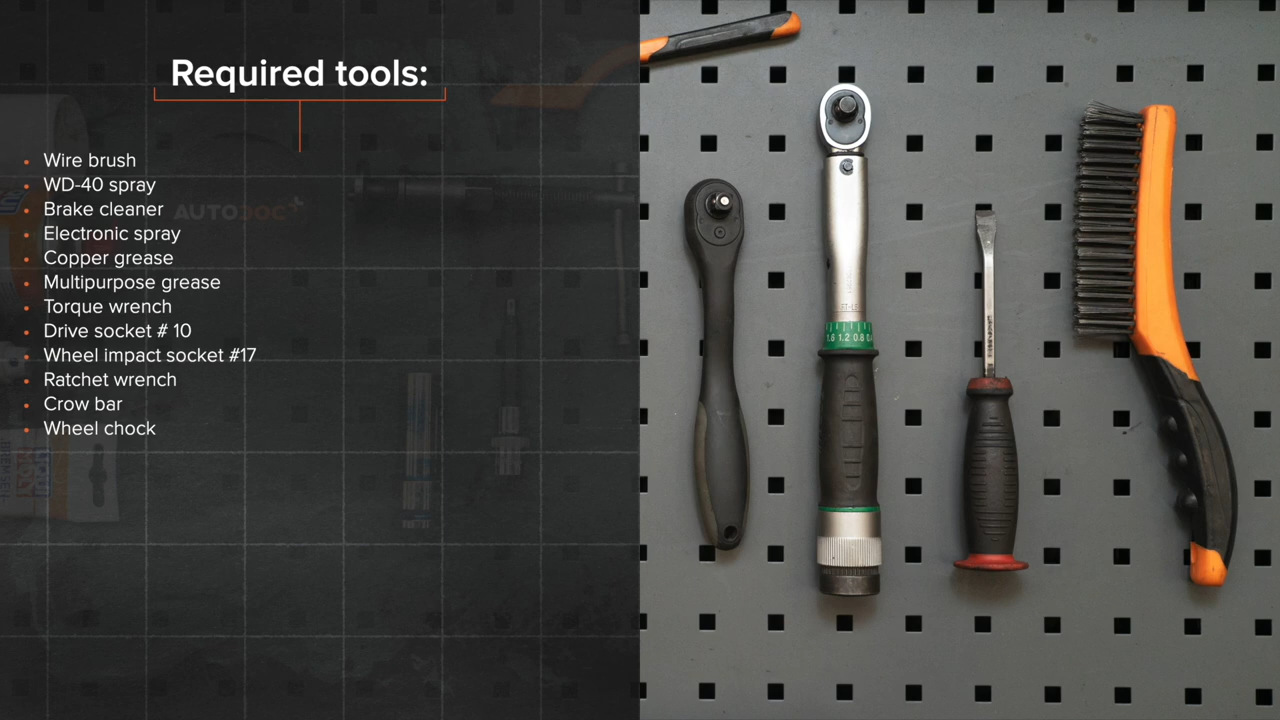 Required tools:
Wire brush
WD-40 spray
AUTODOC
Brake cleaner
Electronic spray
Copper grease
Multipurpose grease
Torque wrench
Drive socket # 10
Wheel impact socket #17
Ratchet wrench
Crow bar
Wheel chock